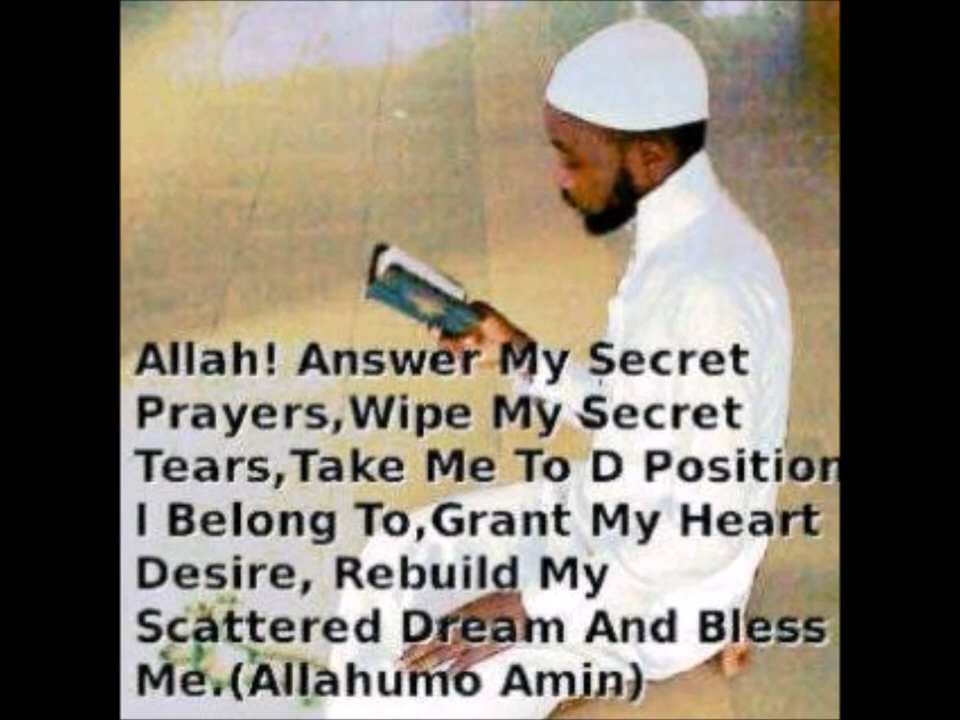 Allah! Answer My Secret
Prayers,Wipe My Secret
Tears,Take Me To D Position
I Belong To,Grant My Heart
Desire, Rebuild My
Scattered Dream And Bless
Me.(Allahumo Amin)